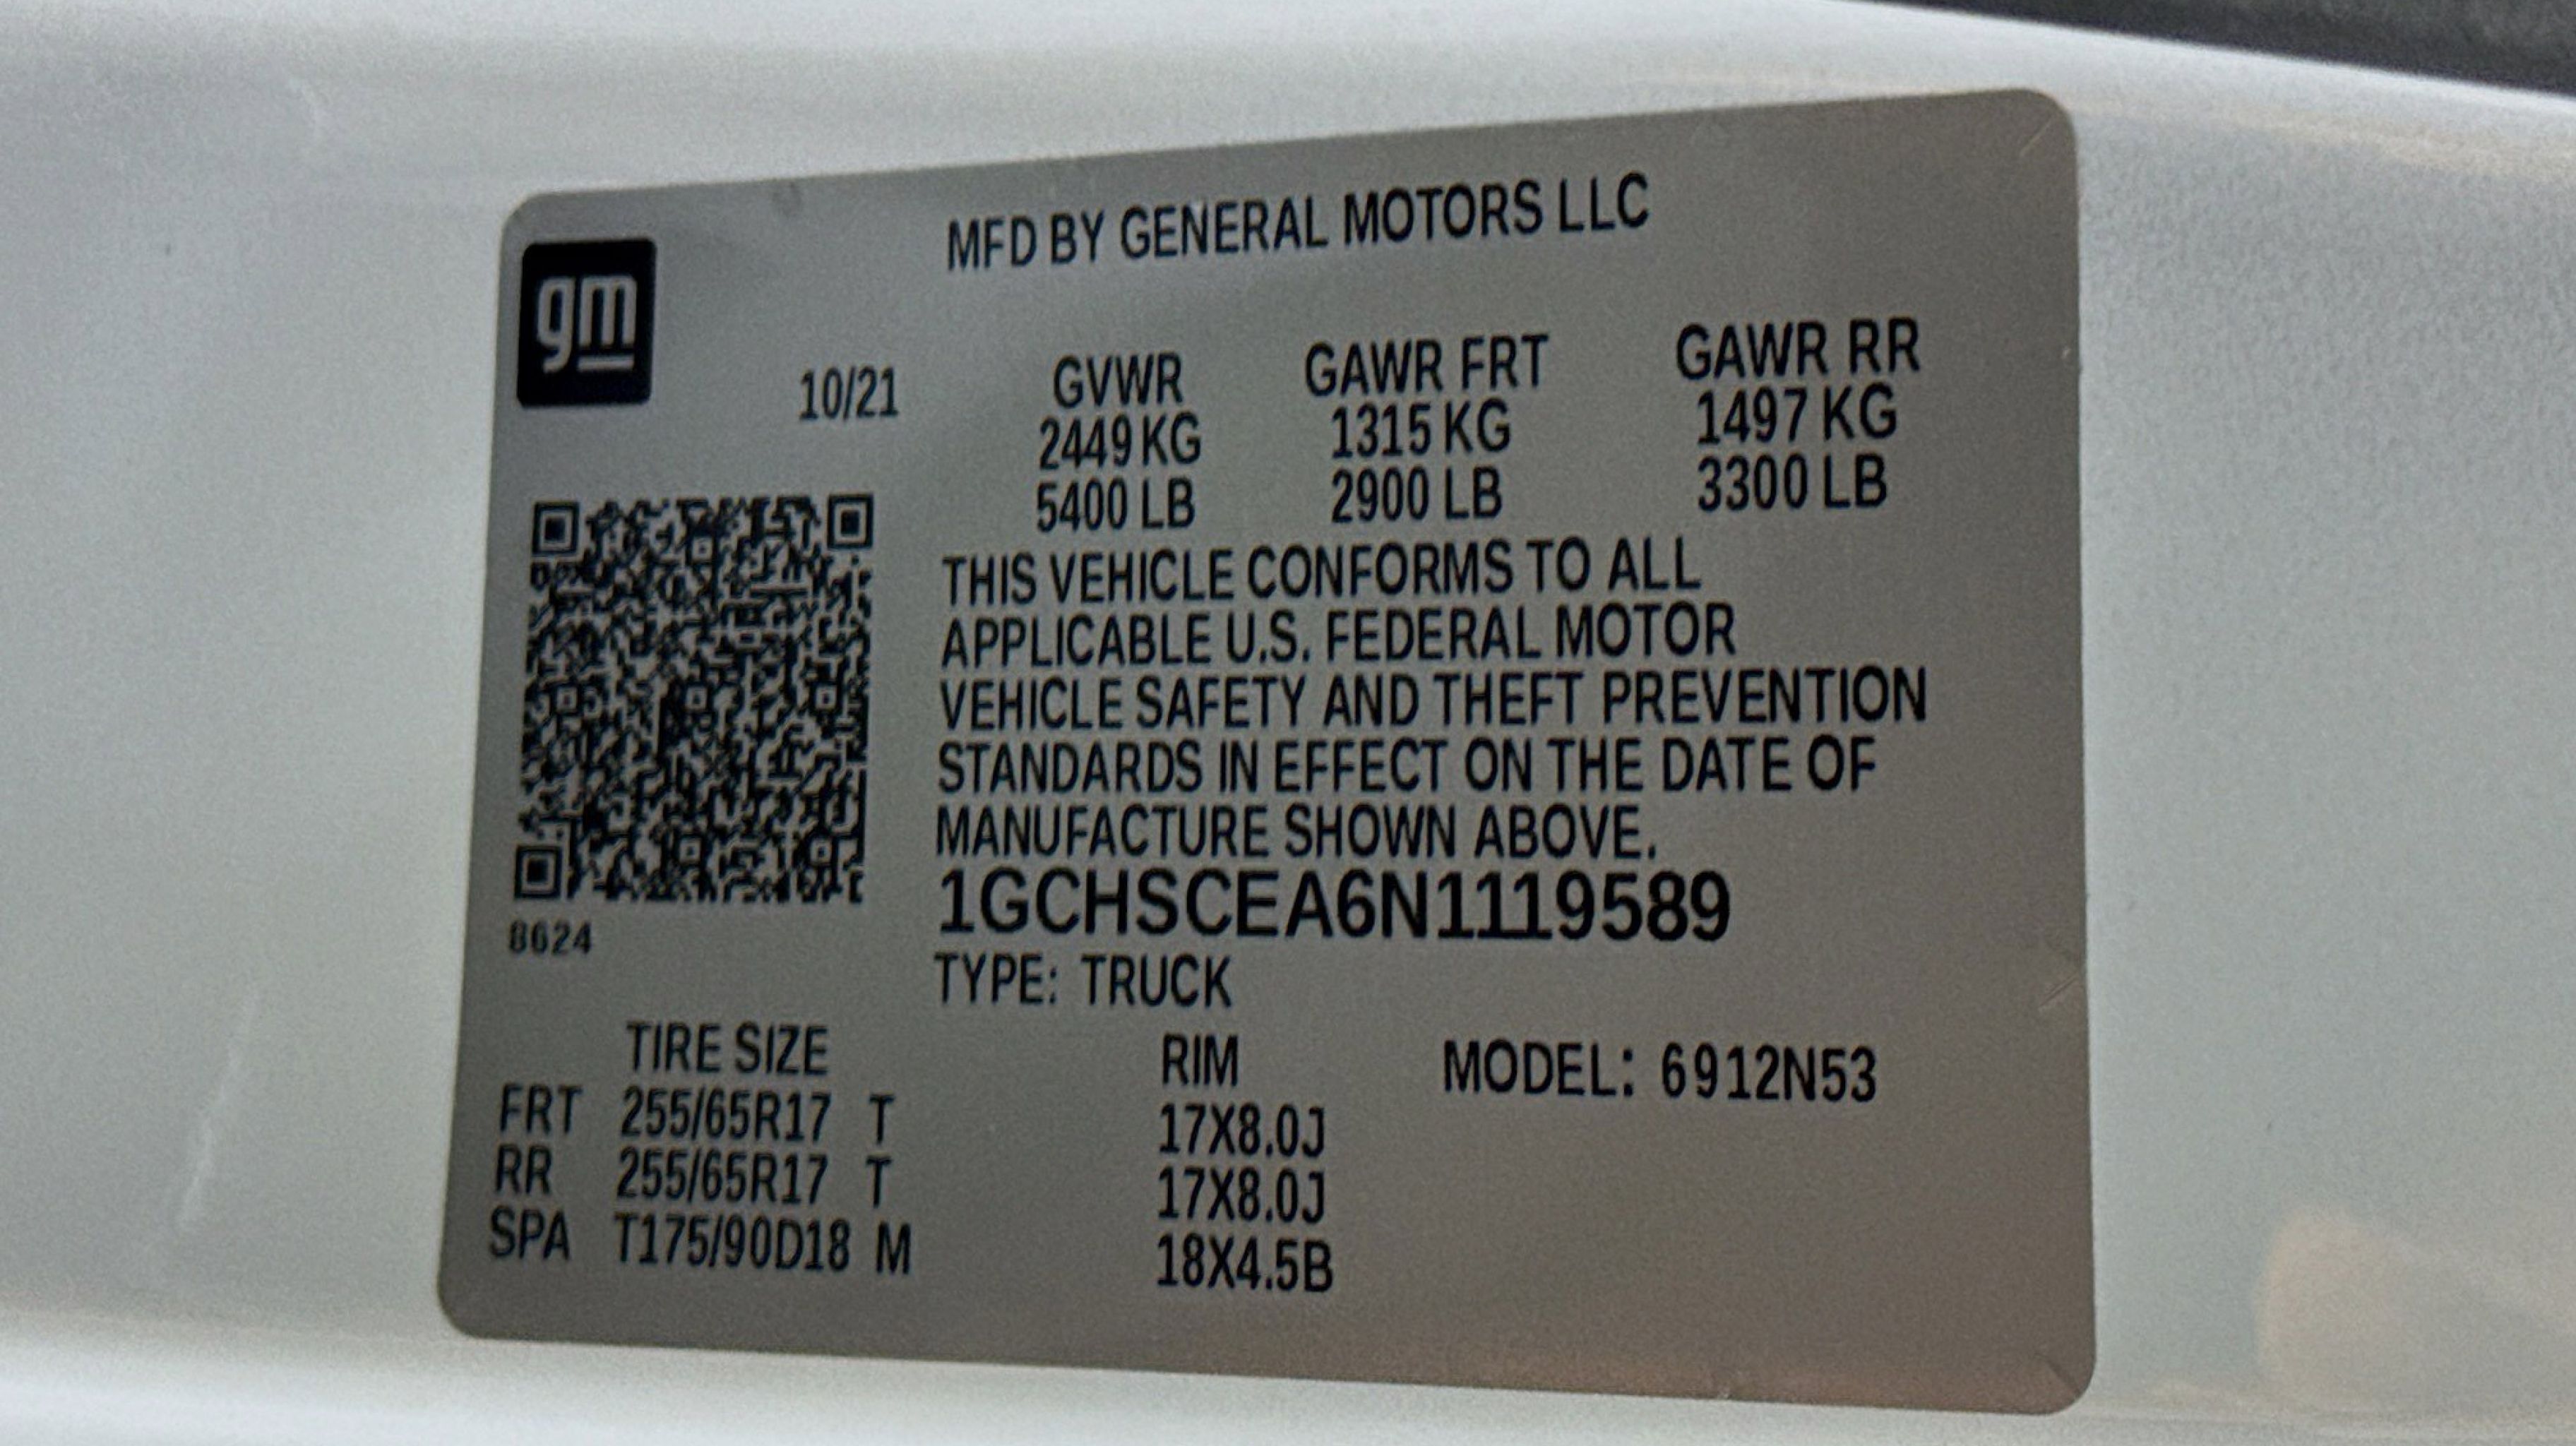 MFD BY GENERAL MOTORS LLC
gm
10/21
GVWR GAWR FRT GAWR RR
2449 KG 1315 KG 1497 KG
5400 LB 2900 LB 3300 LB
THIS VEHICLE CONFORMS TO ALL
APPLICABLE U.S. FEDERAL MOTOR
VEHICLE SAFETY AND THEFT PREVENTION
STANDARDS IN EFFECT ON THE DATE OF
MANUFACTURE SHOWN ABOVE.
1GCHSCEA6N1119589
8624
TYPE: TRUCK
TIRE SIZE RIM MODEL: 6912N53
FRT 255/65R17 T 17X8.0J
RR 255/65R17 T 17X8.0J
SPA T175/90D18 M 18X4.5B